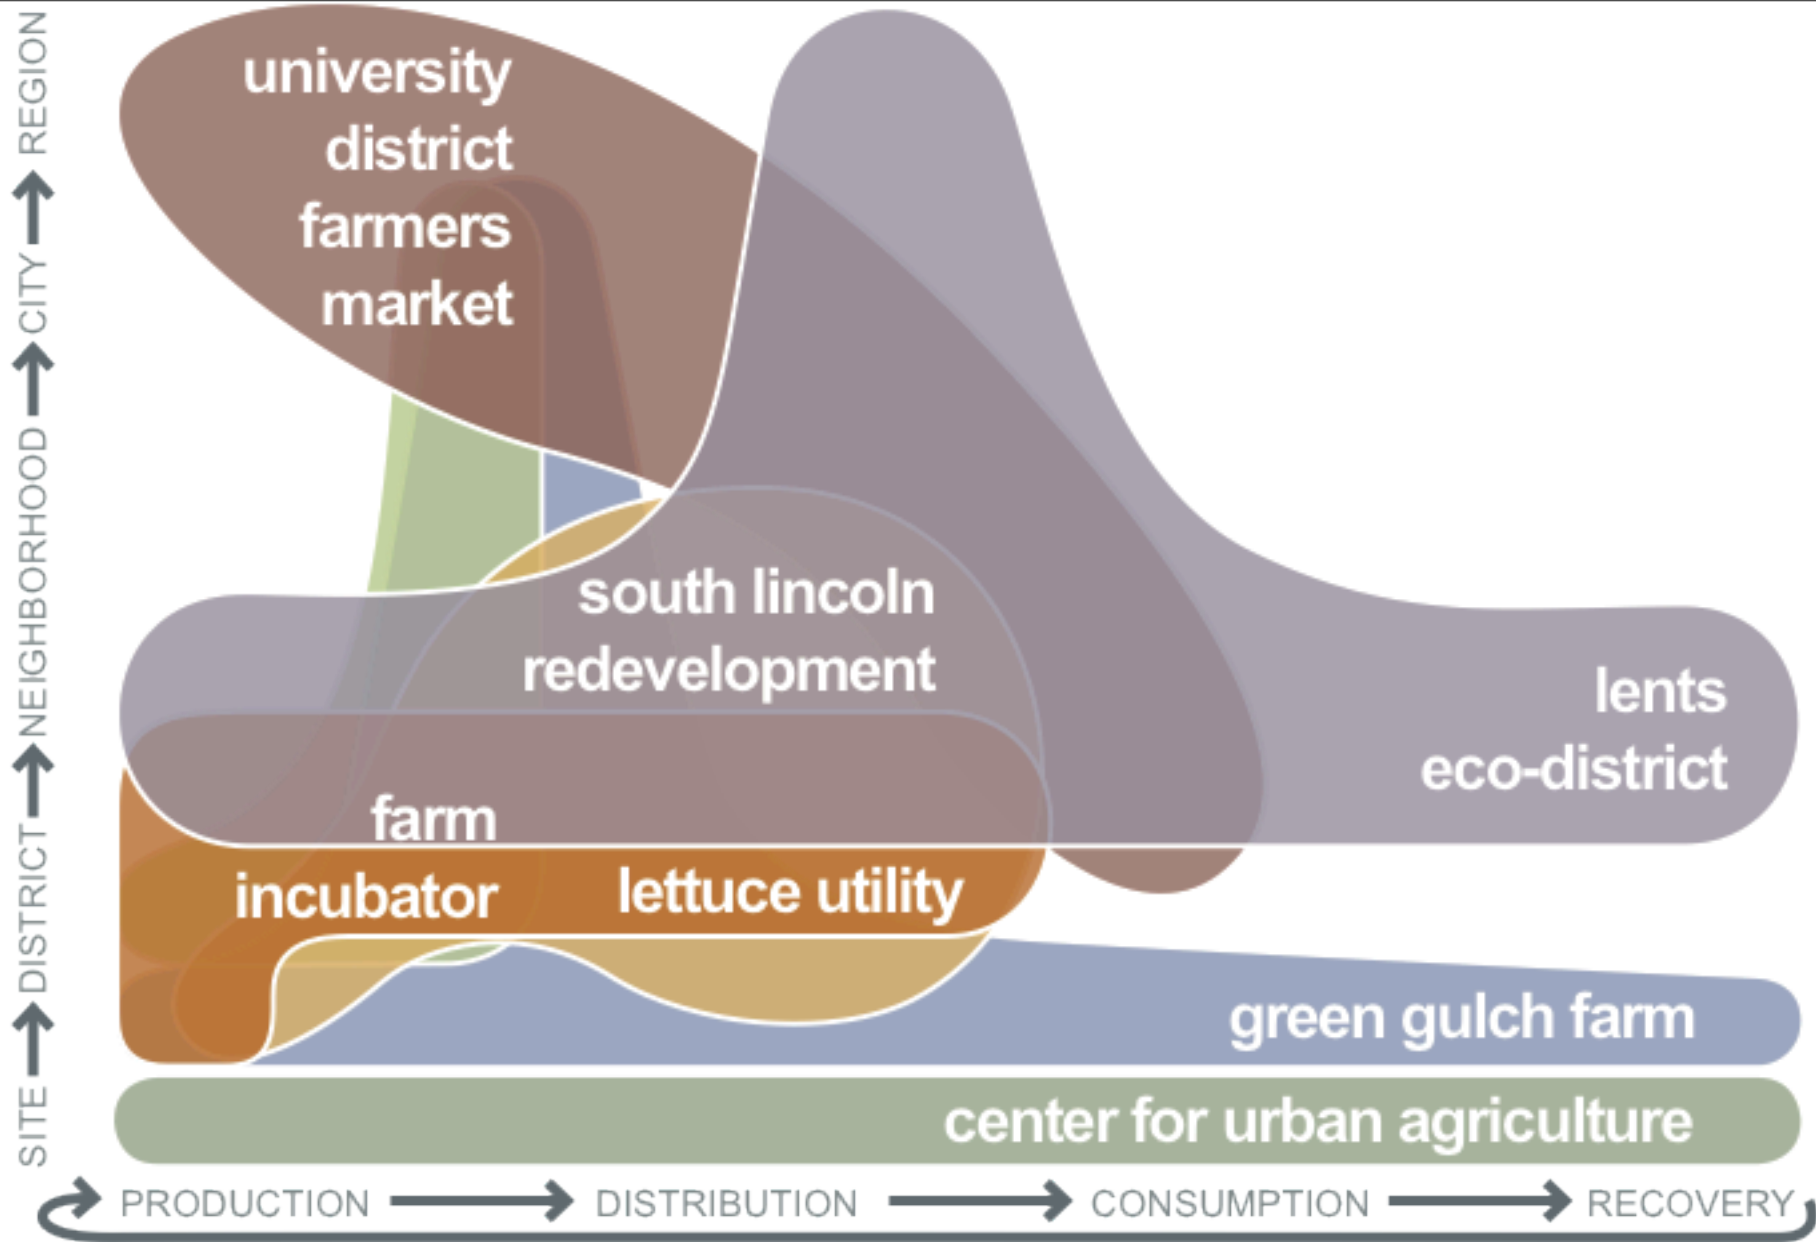 university
district
farmers
market
south lincoln
redevelopment
lents
eco-district
farm
incubator
lettuce utility
green gulch farm
center for urban agriculture
REGION
CITY
NEIGHBORHOOD
DISTRICT
SITE
PRODUCTION
DISTRIBUTION
CONSUMPTION
RECOVERY